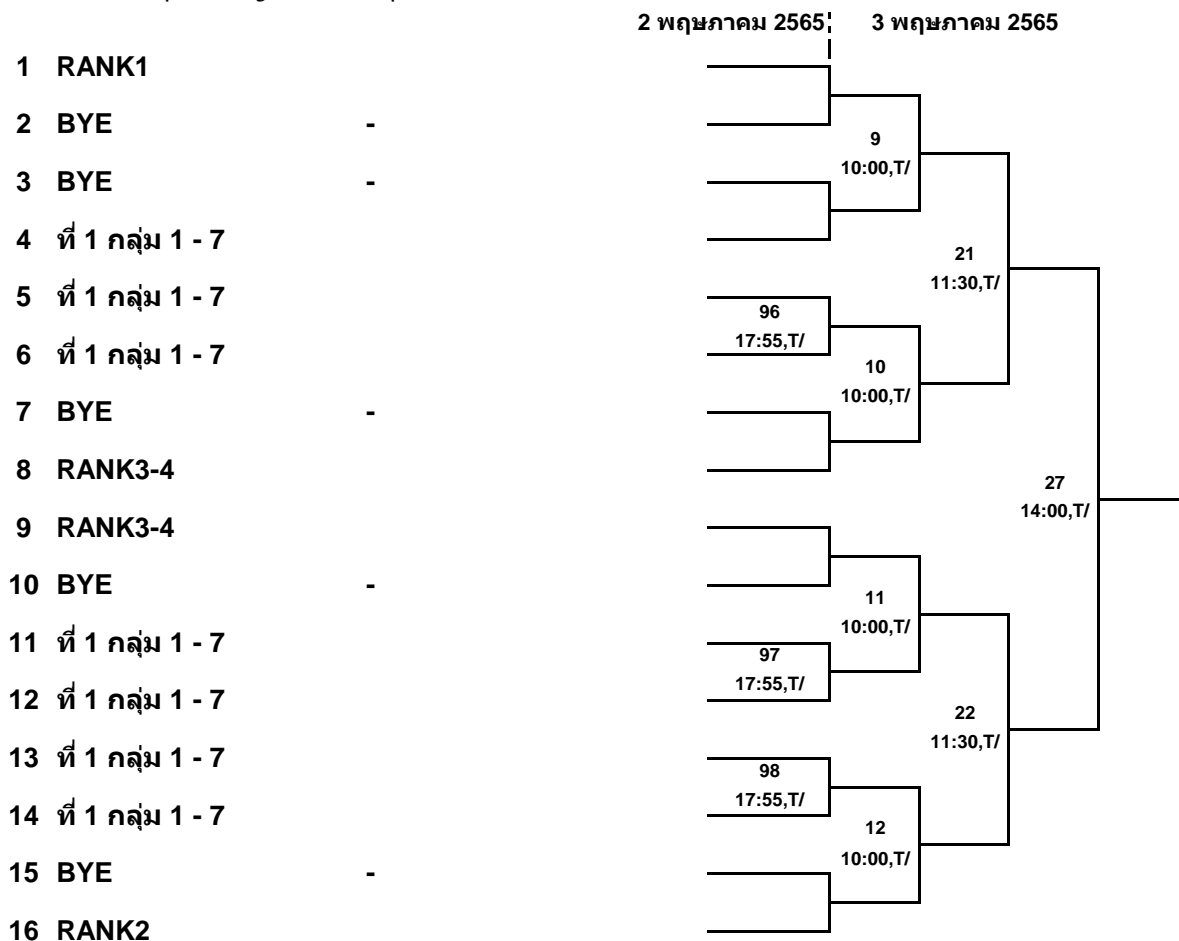 2 พฤษภาคม 2565 3 พฤษภาคม 2565
1 RANK1
2 BYE -
9
10:00,T/
3 BYE -
4 ที่ 1 กลุ่ม 1 - 7
21
11:30,T/
5 ที่ 1 กลุ่ม 1 - 7
96
17:55,T/
6 ที่ 1 กลุ่ม 1 - 7
10
10:00,T/
7 BYE -
8 RANK3-4
27
14:00,T/
9 RANK3-4
10 BYE -
11
10:00,T/
11 ที่ 1 กลุ่ม 1 - 7
97
17:55,T/
12 ที่ 1 กลุ่ม 1 - 7
22
11:30,T/
13 ที่ 1 กลุ่ม 1 - 7
98
17:55,T/
14 ที่ 1 กลุ่ม 1 - 7
12
10:00,T/
15 BYE -
16 RANK2